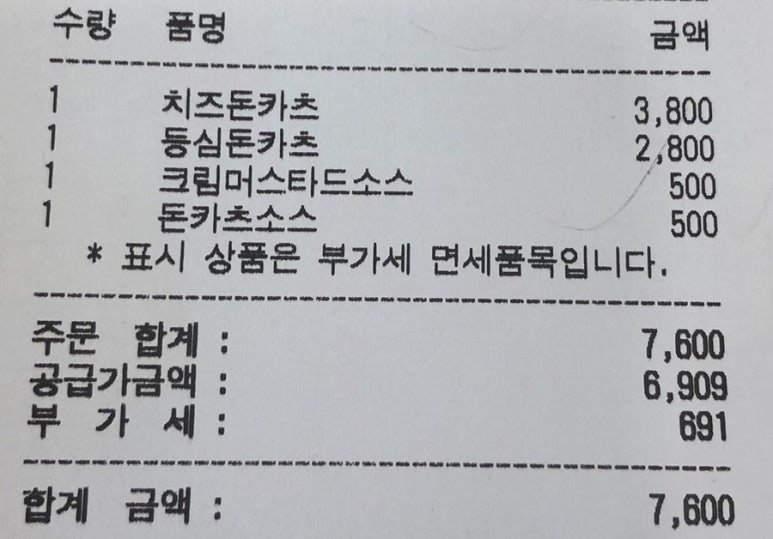 수량 품명 금액
1 치즈돈카츠 3,800
1 등심돈카츠 2,800
1 크림머스타드소스 500
1 돈카츠소스 500
* 표시 상품은 부가세 면세품목입니다.
주문 합계 : 7,600
공급가금액 : 6,909
부 가 세 : 691
합계 금액 : 7,600